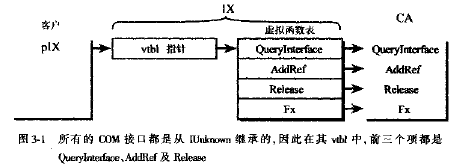 IX
客户
虚拟函数表
CA
pIX
vtbl 指针
QueryInterface
QueryInterface
AddRef
AddRef
Release
Release
Fx
Fx
图 3-1 所有的 COM 接口都是从 IUnknown 继承的,因此在其 vtbl 中,前三个项都是
QueryInterface、AddRef 及 Release